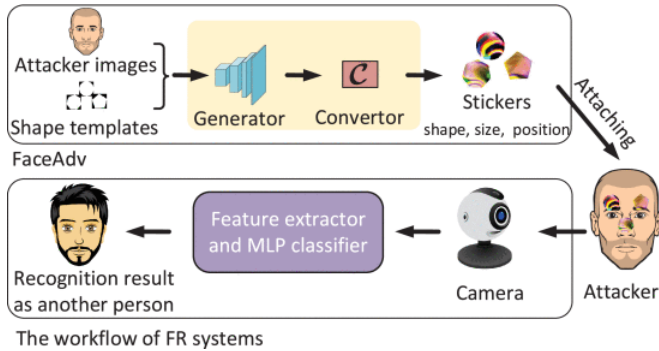 Attacker images
Shape templates
Generator
C
Convertor
Stickers
shape, size, position
Attaching
FaceAdv
Recognition result
as another person
Feature extractor
and MLP classifier
Camera
Attacker
The workflow of FR systems